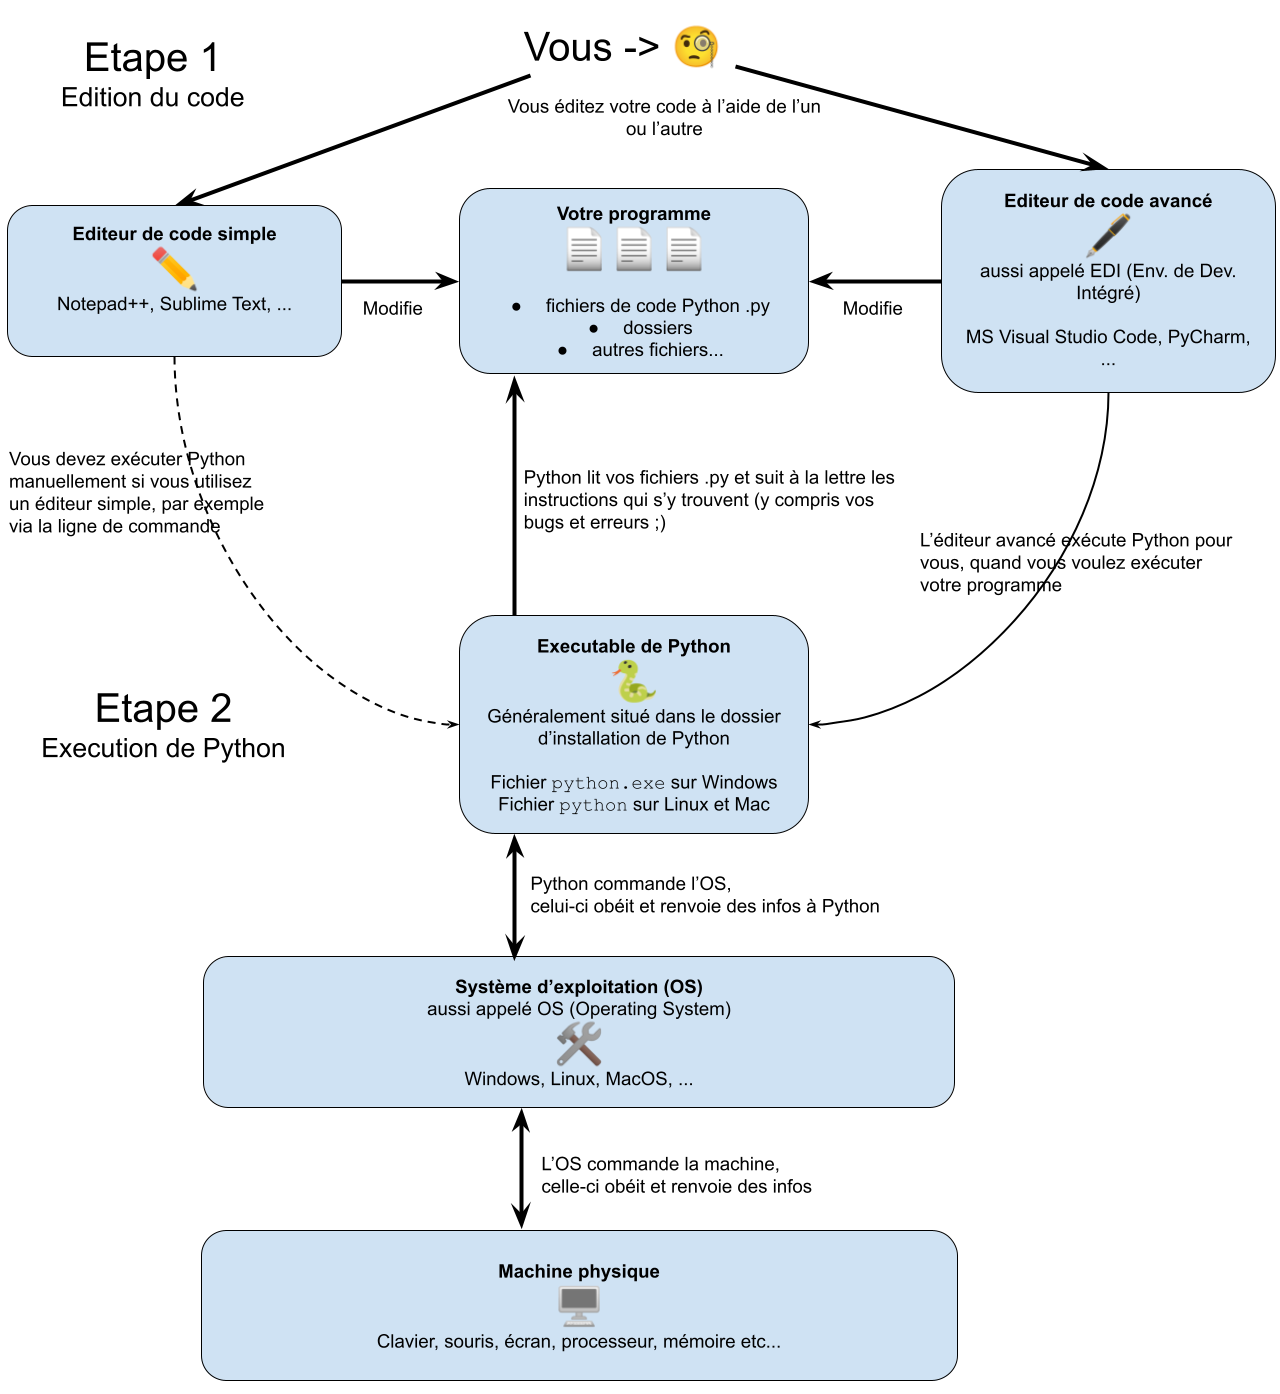 Etape 1
Edition du code
Vous -> 🧐
Vous éditez votre code à l’aide de l’un
ou l’autre
Editeur de code simple
Notepad++, Sublime Text, ...
Modifie
Votre programme
● fichiers de code Python .py
● dossiers
● autres fichiers...
Modifie
Editeur de code avancé
aussi appelé EDI (Env. de Dev.
Intégré)
MS Visual Studio Code, PyCharm,
...
Vous devez exécuter Python
manuellement si vous utilisez
un éditeur simple, par exemple
via la ligne de commande
Python lit vos fichiers .py et suit à la lettre les
instructions qui s’y trouvent (y compris vos
bugs et erreurs ;)
L’éditeur avancé exécute Python pour
vous, quand vous voulez exécuter
votre programme
Etape 2
Execution de Python
Executable de Python
Généralement situé dans le dossier
d’installation de Python
Fichier python.exe sur Windows
Fichier python sur Linux et Mac
Python commande l’OS,
celui-ci obéit et renvoie des infos à Python
Système d’exploitation (OS)
aussi appelé OS (Operating System)
Windows, Linux, MacOS, ...
L’OS commande la machine,
celle-ci obéit et renvoie des infos
Machine physique
Clavier, souris, écran, processeur, mémoire etc...